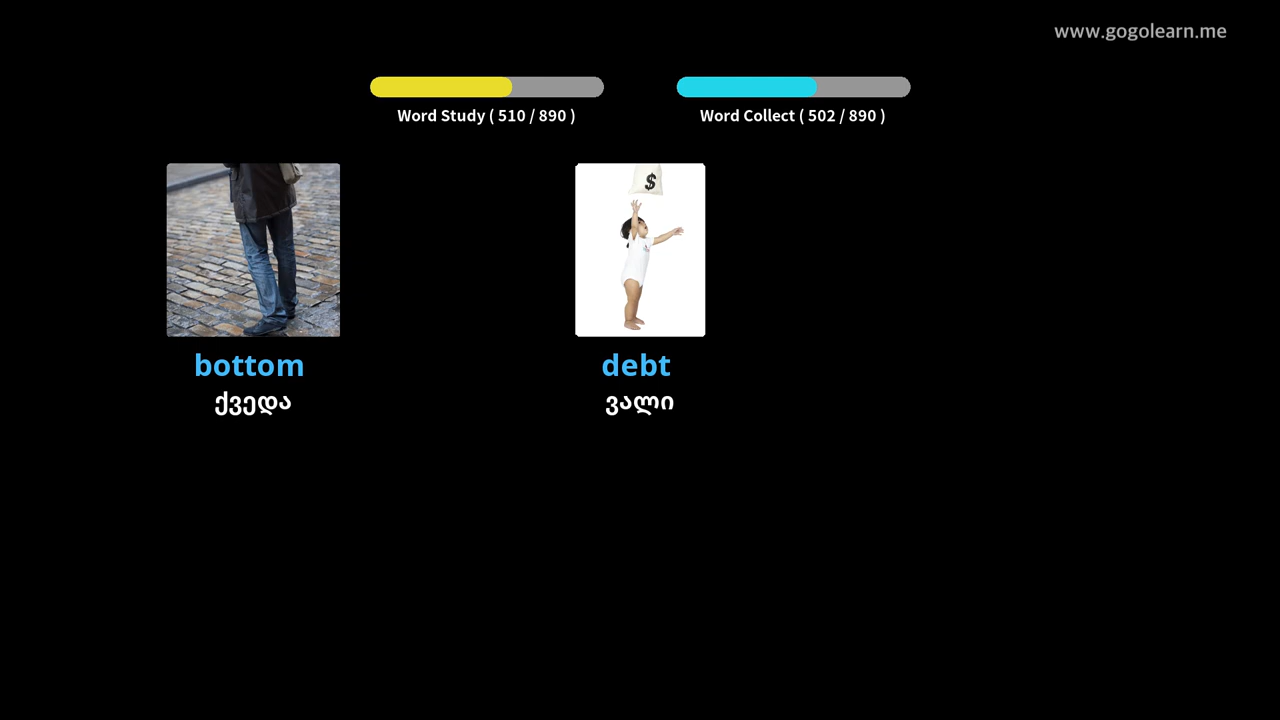 www.gogolearn.me
Word Study ( 510 / 890 )
Word Collect ( 502 / 890 )
$
bottom
ქვედა
debt
ვალი